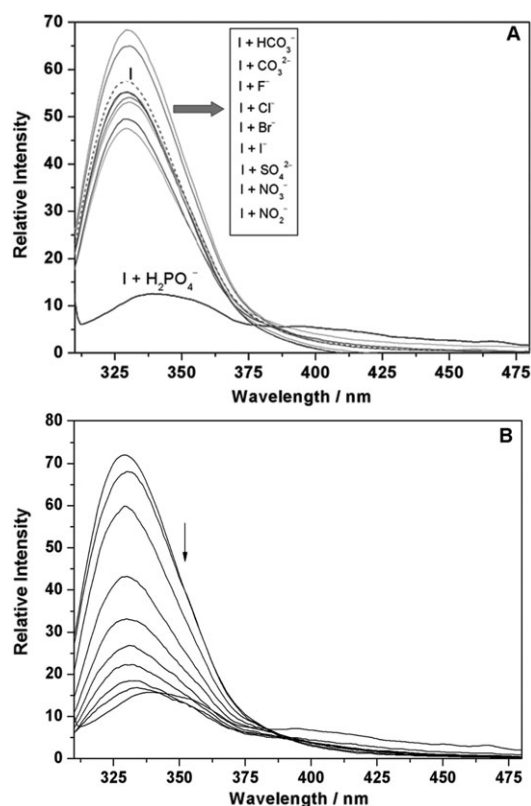 A
70
60
50
40
30
20
10
0
Relative Intensity
I
I + HCO₃⁻
I + CO₃²⁻
I + F⁻
I + Cl⁻
I + Br⁻
I + I⁻
I + SO₄²⁻
I + NO₃⁻
I + NO₂⁻
I + H₂PO₄⁻
325 350 375 400 425 450 475
Wavelength / nm
B
80
70
60
50
40
30
20
10
0
Relative Intensity
325 350 375 400 425 450 475
Wavelength / nm